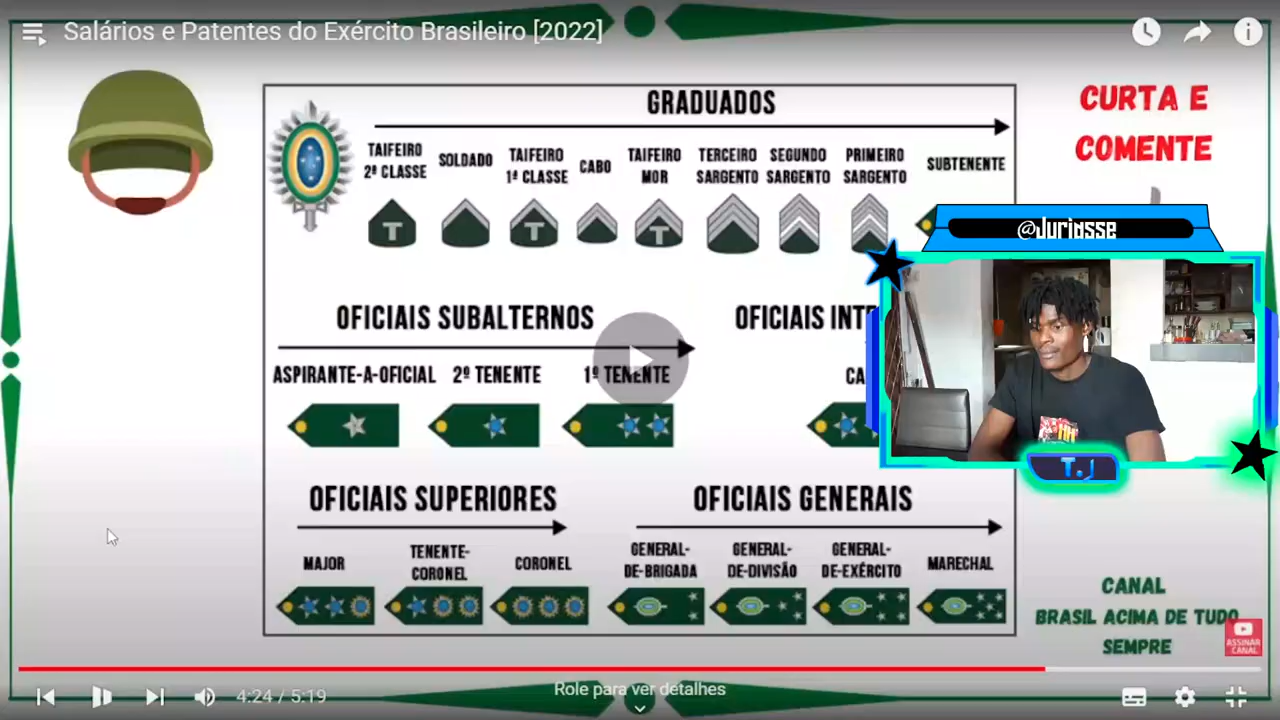 Salários e Patentes do Exército Brasileiro [2022]
GRADUADOS
TAIFEIRO
2ª CLASSE
SOLDADO
TAIFEIRO
1ª CLASSE
CABO
TAIFEIRO
MOR
TERCEIRO
SARGENTO
SEGUNDO
SARGENTO
PRIMEIRO
SARGENTO
SUBTENENTE
T
T
T
CURTA E
COMENTE
@Juriasse
T.J
OFICIAIS SUBALTERNOS
ASPIRANTE-A-OFICIAL
2º TENENTE
1º TENENTE
OFICIAIS INT
CA
OFICIAIS SUPERIORES
MAJOR
TENENTE-
CORONEL
CORONEL
OFICIAIS GENERAIS
GENERAL-
DE-BRIGADA
GENERAL-
DE-DIVISÃO
GENERAL-
DE-EXÉRCITO
MARECHAL
CANAL
BRASIL ACIMA DE TUDO
SEMPRE
ASSINAR
CANAL
4:24 / 5:19
Role para ver detalhes